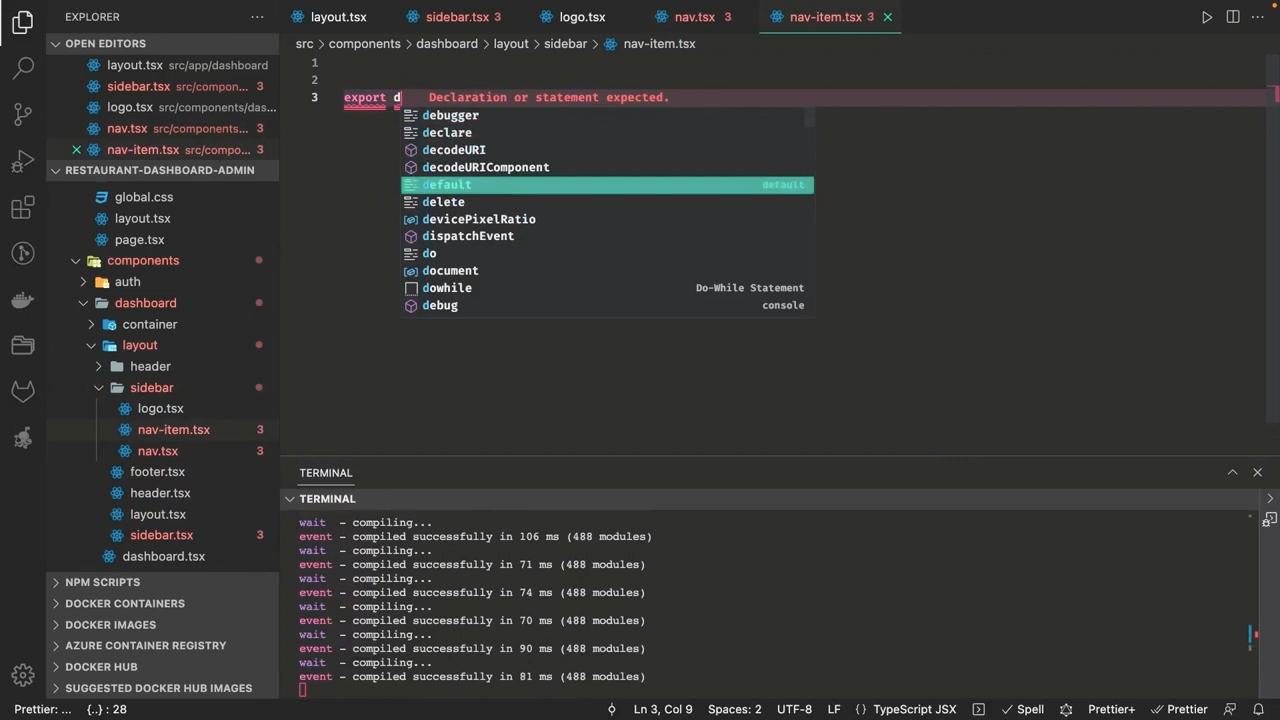 EXPLORER
···
layout.tsx
sidebar.tsx 3
logo.tsx
nav.tsx 3
nav-item.tsx 3
OPEN EDITORS
layout.tsx src/app/dashboard
sidebar.tsx src/compon... 3
logo.tsx src/components/das...
nav.tsx src/components... 3
nav-item.tsx src/compo... 3
RESTAURANT-DASHBOARD-ADMIN
global.css
layout.tsx
page.tsx
components
auth
dashboard
container
layout
header
sidebar
logo.tsx
nav-item.tsx 3
nav.tsx 3
footer.tsx
header.tsx
layout.tsx
sidebar.tsx 3
dashboard.tsx
NPM SCRIPTS
DOCKER CONTAINERS
DOCKER IMAGES
AZURE CONTAINER REGISTRY
DOCKER HUB
SUGGESTED DOCKER HUB IMAGES
src > components > dashboard > layout > sidebar > nav-item.tsx
1
2
3 export d Declaration or statement expected.
debugger
declare
decodeURI
decodeURIComponent
default default
delete
devicePixelRatio
dispatchEvent
do
document
dowhile Do-While Statement
debug console
TERMINAL
TERMINAL
wait - compiling...
event - compiled successfully in 106 ms (488 modules)
wait - compiling...
event - compiled successfully in 71 ms (488 modules)
wait - compiling...
event - compiled successfully in 74 ms (488 modules)
wait - compiling...
event - compiled successfully in 70 ms (488 modules)
wait - compiling...
event - compiled successfully in 90 ms (488 modules)
wait - compiling...
event - compiled successfully in 81 ms (488 modules)
Prettier: ... {..} : 28 Ln 3, Col 9 Spaces: 2 UTF-8 LF {} TypeScript JSX Spell Prettier+ Prettier